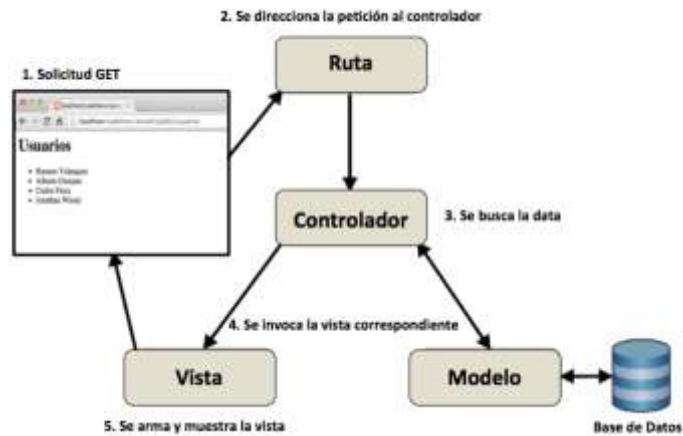 2. Se direcciona la petición al controlador
1. Solicitud GET
Ruta
Usuarios
Controlador
3. Se busca la data
4. Se invoca la vista correspondiente
Vista
Modelo
5. Se arma y muestra la vista
Base de Datos